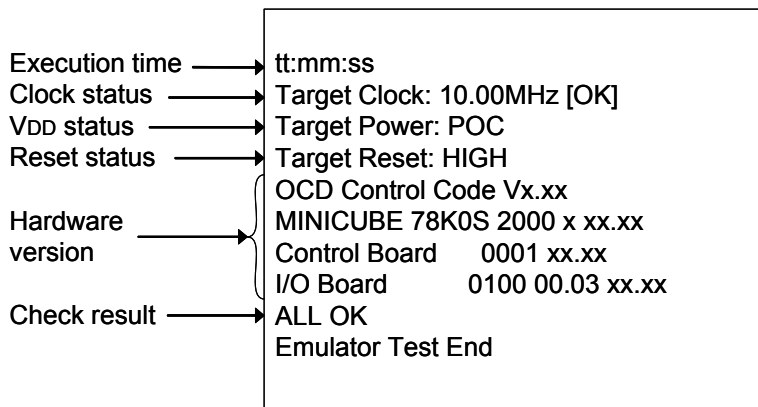 Execution time tt:mm:ss
Clock status Target Clock: 10.00MHz [OK]
VDD status Target Power: POC
Reset status Target Reset: HIGH
OCD Control Code Vx.xx
Hardware MINICUBE 78K0S 2000 x xx.xx
version Control Board 0001 xx.xx
I/O Board 0100 00.03 xx.xx
Check result ALL OK
Emulator Test End